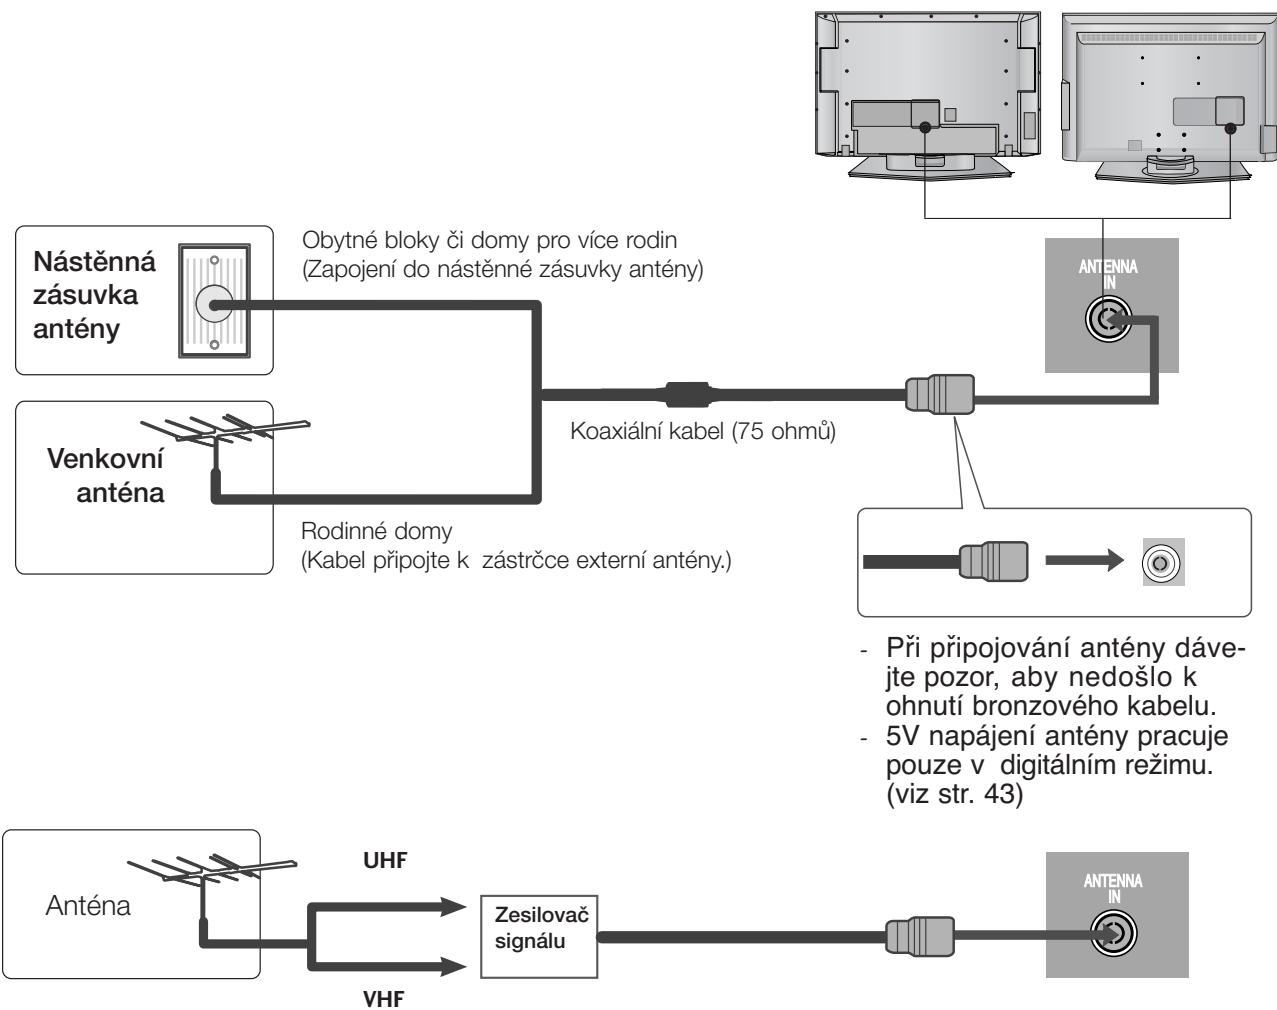 Nástěnná
zásuvka
antény
Obytné bloky či domy pro více rodin
(Zapojení do nástěnné zásuvky antény)
ANTENNA
IN
Venkovní
anténa
Koaxiální kabel (75 ohmů)
Rodinné domy
(Kabel připojte k zástrčce externí antény.)
- Při připojování antény dáve-
jte pozor, aby nedošlo k
ohnutí bronzového kabelu.
- 5V napájení antény pracuje
pouze v digitálním režimu.
(viz str. 43)
Anténa
UHF
VHF
Zesilovač
signálu
ANTENNA
IN